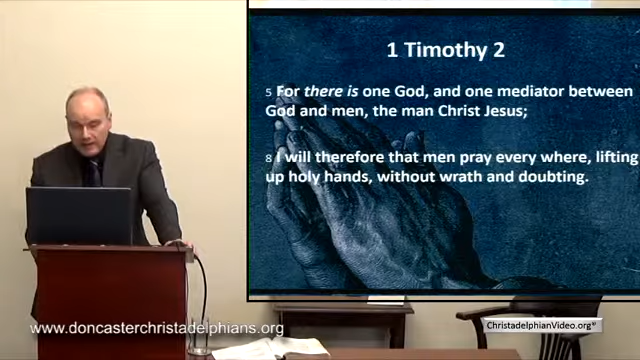 1 Timothy 2
5 For there is one God, and one mediator between
God and men, the man Christ Jesus;
8 I will therefore that men pray every where, lifting
up holy hands, without wrath and doubting.
www.doncasterchristadelphians.org
ChristadelphianVideo.org®